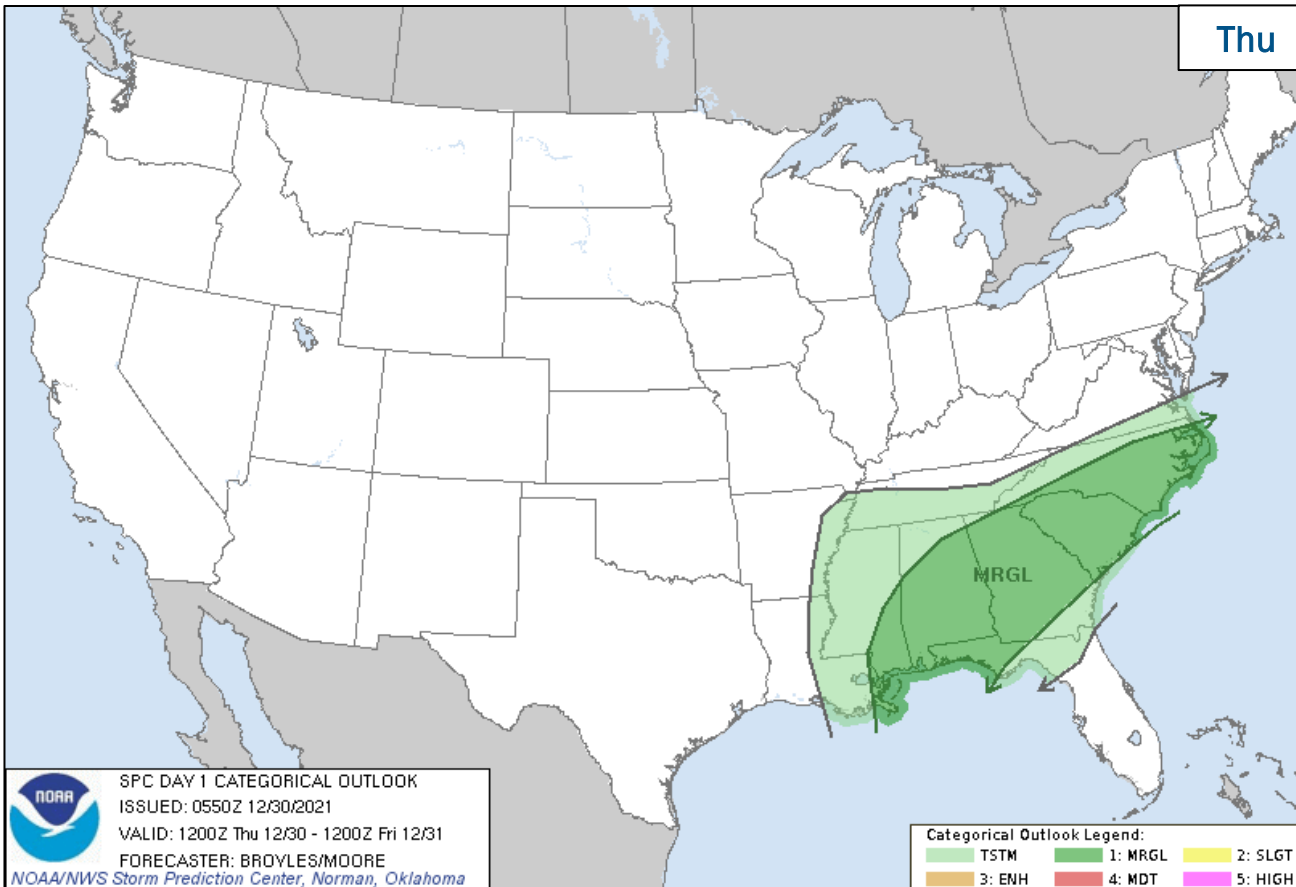 Thu
MRGL
NOAA
SPC DAY 1 CATEGORICAL OUTLOOK
ISSUED: 0550Z 12/30/2021
VALID: 1200Z Thu 12/30 - 1200Z Fri 12/31
FORECASTER: BROYLES/MOORE
NOAA/NWS Storm Prediction Center, Norman, Oklahoma
Categorical Outlook Legend:
TSTM 1: MRGL 2: SLGT
3: ENH 4: MDT 5: HIGH